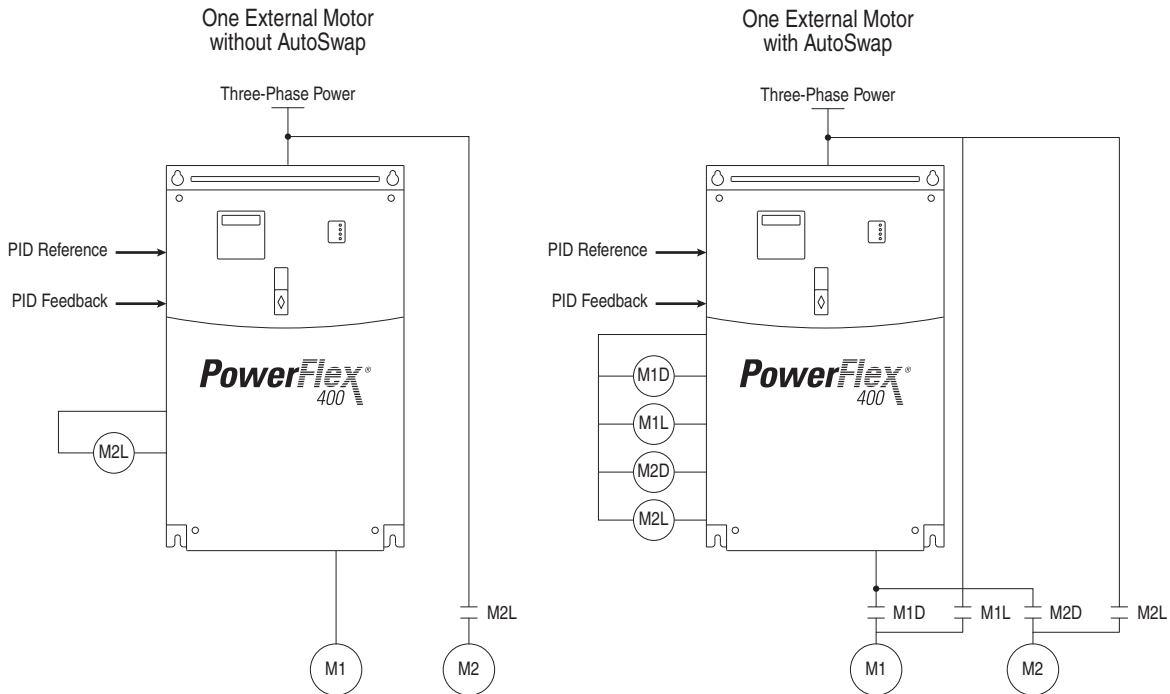 One External Motor
without AutoSwap
Three-Phase Power
PID Reference
PID Feedback
PowerFlex®
400
M2L
M2L
M1
M2
One External Motor
with AutoSwap
Three-Phase Power
PID Reference
PID Feedback
PowerFlex®
400
M1D
M1L
M2D
M2L
M1D
M1L
M2D
M2L
M1
M2